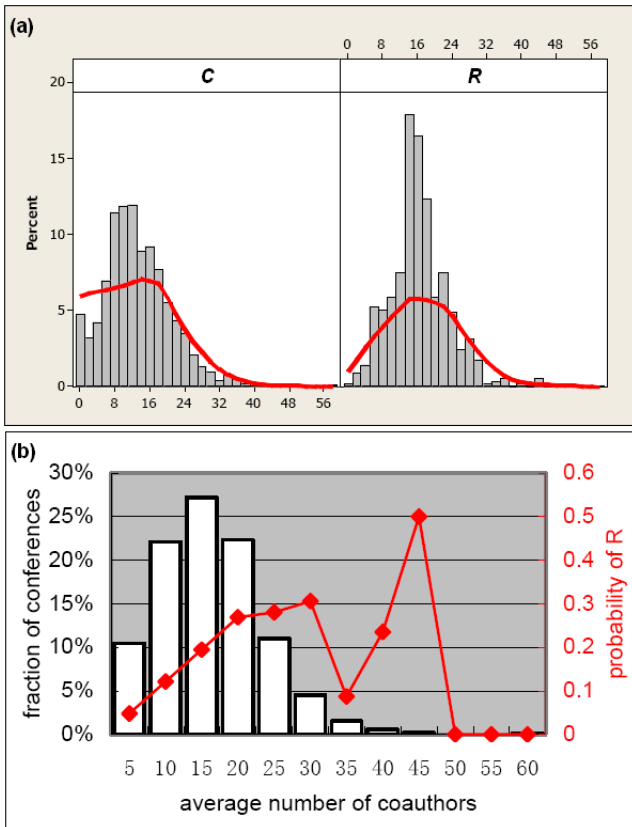 (a)
0 8 16 24 32 40 48 56
C R
20
15
10
5
0
Percent
0 8 16 24 32 40 48 56
(b)
30% 0.6
25% 0.5
20% 0.4
15% 0.3
10% 0.2
5% 0.1
0% 0
fraction of conferences
probability of R
5 10 15 20 25 30 35 40 45 50 55 60
average number of coauthors